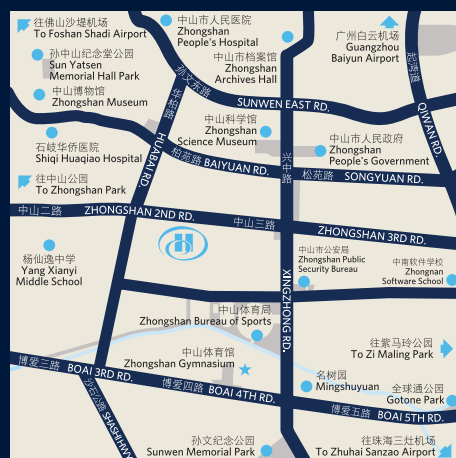 往佛山沙堤机场
To Foshan Shadi Airport
中山市人民医院
Zhongshan
People's Hospital
广州白云机场
Guangzhou
Baiyun Airport
孙中山纪念堂公园
Sun Yatsen
Memorial Hall Park
中山市档案馆
Zhongshan
Archives Hall
中山博物馆
Zhongshan Museum
孙文东路
SUNWEN EAST RD.
起湾道
QIWAN RD.
华柏路
HUABAI RD.
中山科学馆
Zhongshan
Science Museum
石岐华侨医院
Shiqi Huaqiao Hospital
中山市人民政府
Zhongshan
People's Government
柏苑路 BAIYUAN RD.
兴中路
松苑路 SONGYUAN RD.
往中山公园
To Zhongshan Park
中山二路
ZHONGSHAN 2ND RD.
中山三路
ZHONGSHAN 3RD RD.
H
杨仙逸中学
Yang Xianyi
Middle School
中山市公安局
Zhongshan Public
Security Bureau
中南软件学校
Zhongnan
Software School
XINGZHONG RD.
中山体育局
Zhongshan Bureau of Sports
中山体育馆
Zhongshan Gymnasium
往紫马玲公园
To Zi Maling Park
博爱三路 BOAI 3RD RD.
博爱四路 BOAI 4TH RD.
名树园
Mingshuyuan
全球通公园
Gotone Park
博爱五路 BOAI 5TH RD.
沙石公路 SHASHI HWY
孙文纪念公园
Sunwen Memorial Park
往珠海三灶机场
To Zhuhai Sanzao Airport